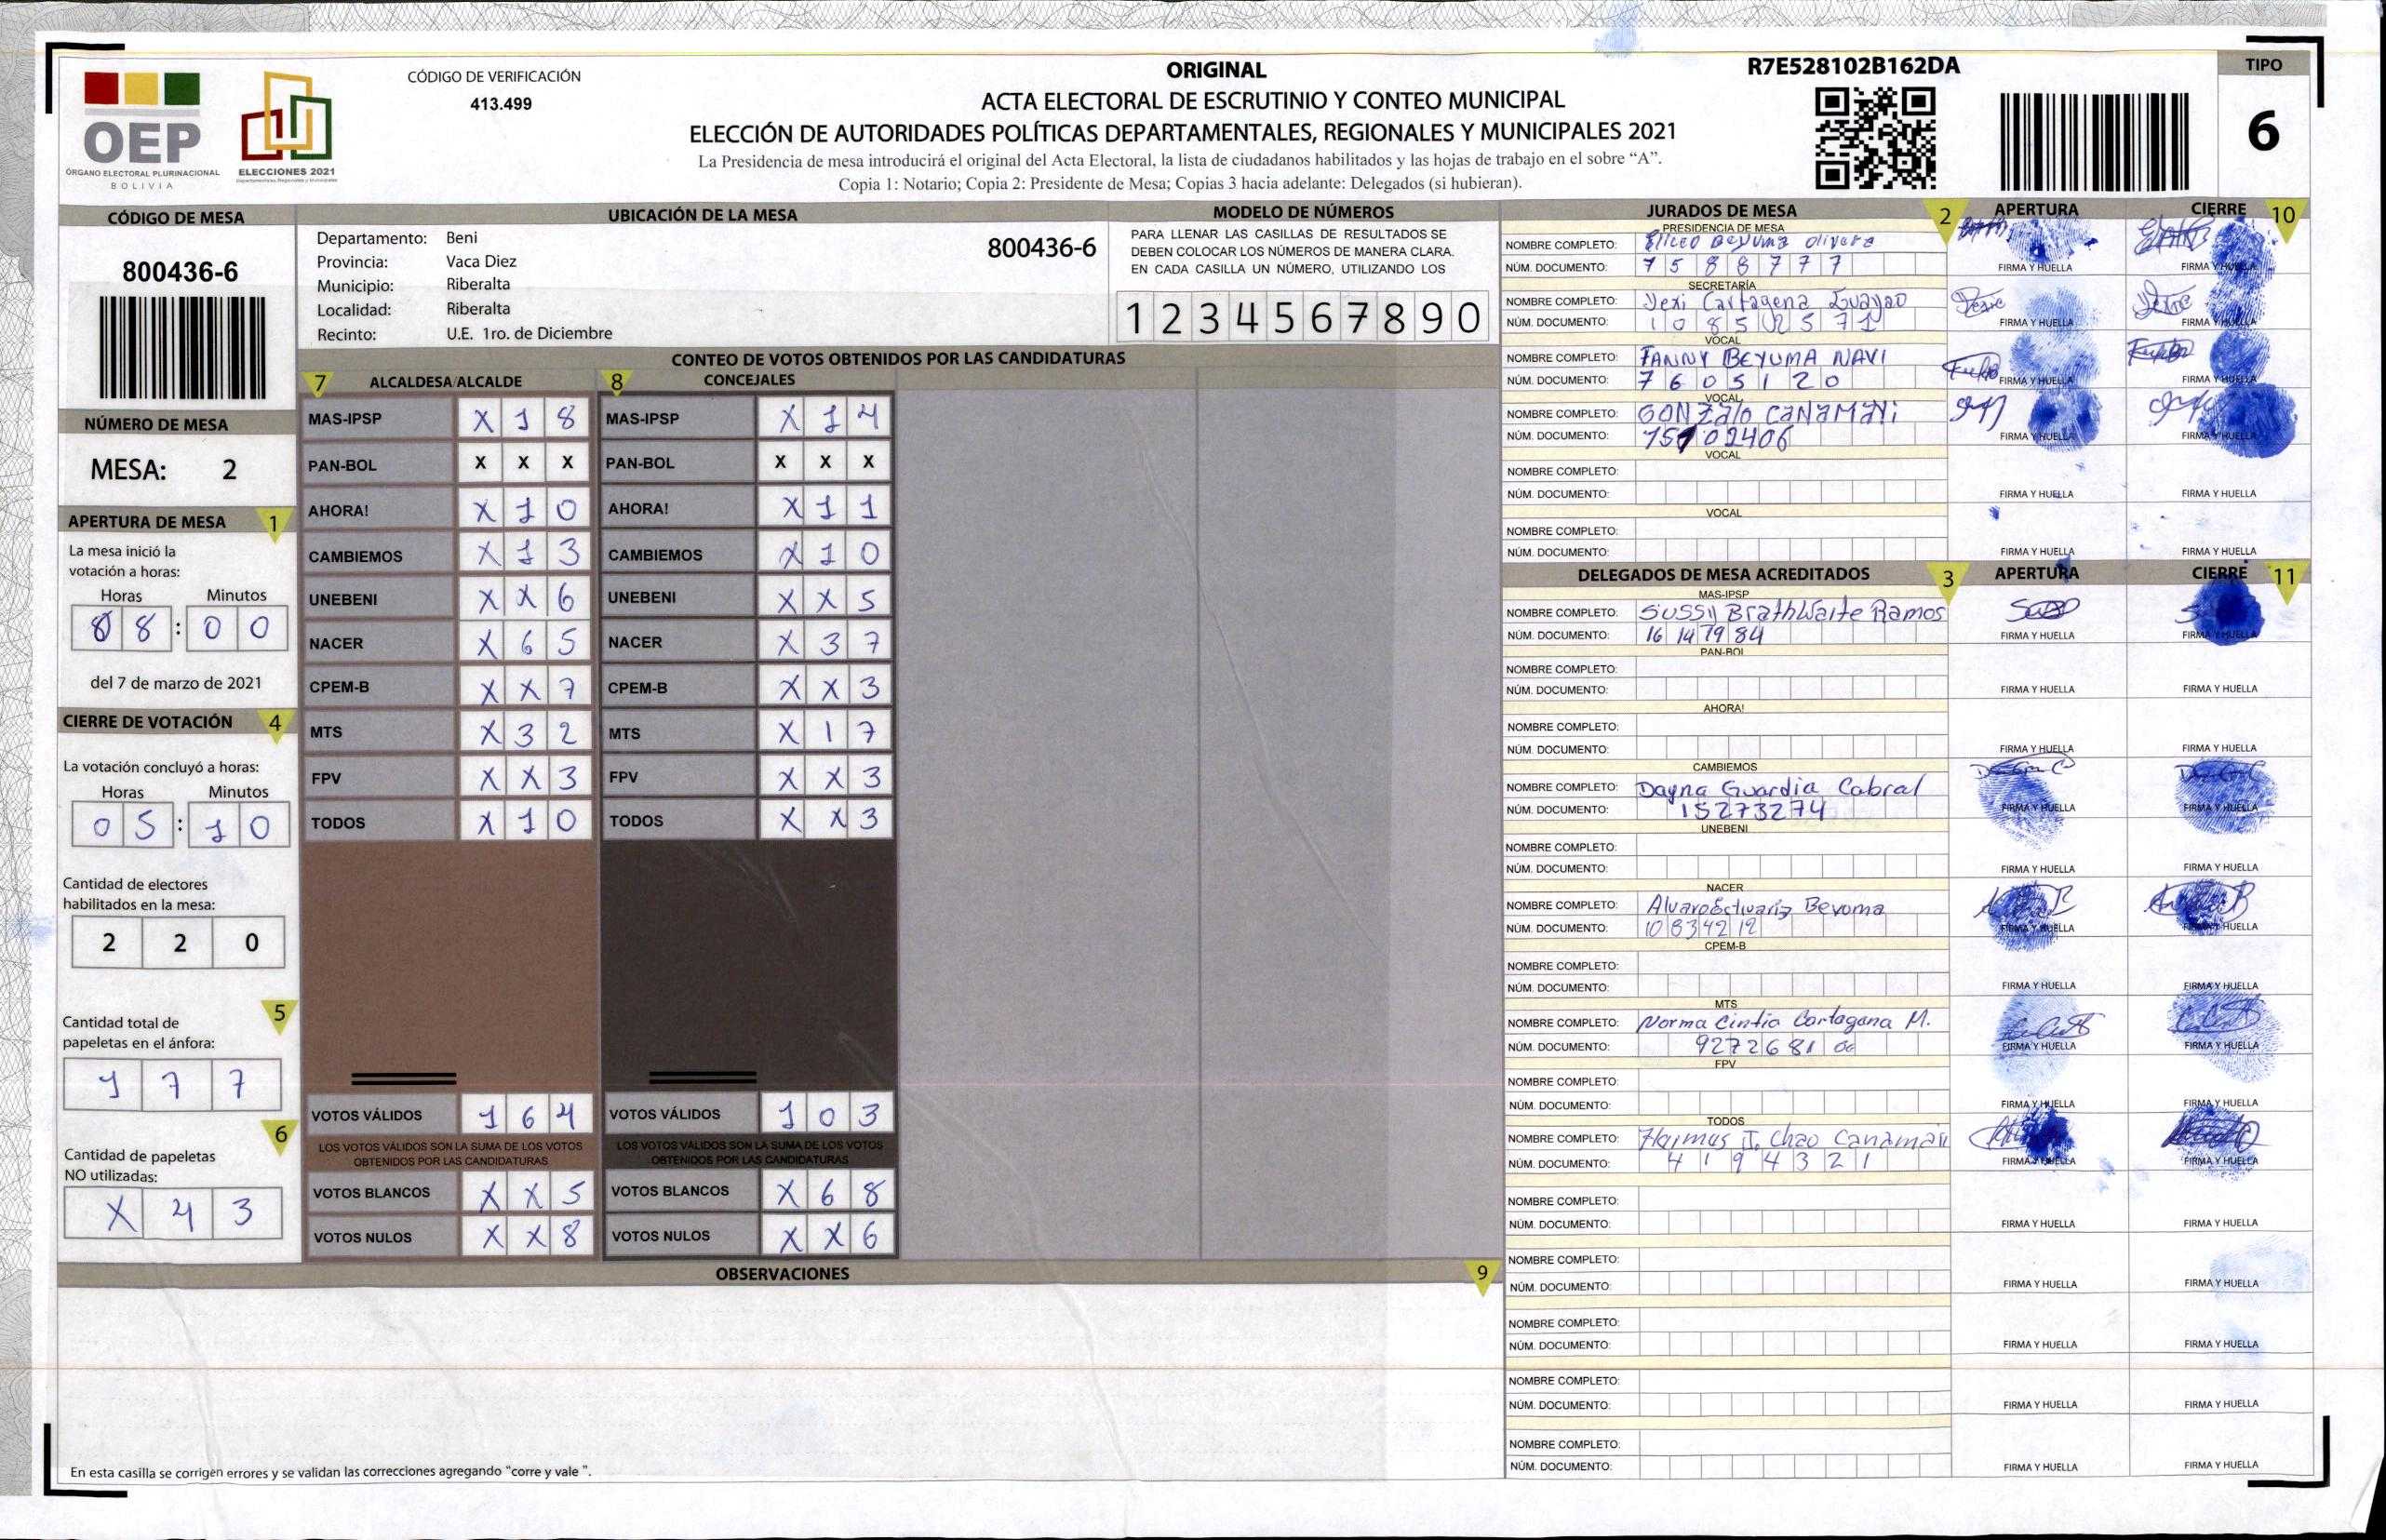 OEP
ÓRGANO ELECTORAL PLURINACIONAL
BOLIVIA
ELECCIONES 2021
CÓDIGO DE VERIFICACIÓN
413.499
ORIGINAL
ACTA ELECTORAL DE ESCRUTINIO Y CONTEO MUNICIPAL
ELECCIÓN DE AUTORIDADES POLÍTICAS DEPARTAMENTALES, REGIONALES Y MUNICIPALES 2021
La Presidencia de mesa introducirá el original del Acta Electoral, la lista de ciudadanos habilitados y las hojas de trabajo en el sobre “A”.
Copia 1: Notario; Copia 2: Presidente de Mesa; Copias 3 hacia adelante: Delegados (si hubieran).
R7E528102B162DA
TIPO
6
CÓDIGO DE MESA
800436-6
NÚMERO DE MESA
MESA: 2
APERTURA DE MESA 1
La mesa inició la
votación a horas:
Horas Minutos
0 8 : 0 0
del 7 de marzo de 2021
CIERRE DE VOTACIÓN 4
La votación concluyó a horas:
Horas Minutos
0 5 : 1 0
Cantidad de electores
habilitados en la mesa:
2 2 0
5
Cantidad total de
papeletas en el ánfora:
1 7 7
6
Cantidad de papeletas
NO utilizadas:
X 4 3
UBICACIÓN DE LA MESA
Departamento: Beni
800436-6
Provincia: Vaca Diez
Municipio: Riberalta
Localidad: Riberalta
Recinto: U.E. 1ro. de Diciembre
MODELO DE NÚMEROS
PARA LLENAR LAS CASILLAS DE RESULTADOS SE
DEBEN COLOCAR LOS NÚMEROS DE MANERA CLARA.
EN CADA CASILLA UN NÚMERO, UTILIZANDO LOS
1 2 3 4 5 6 7 8 9 0
CONTEO DE VOTOS OBTENIDOS POR LAS CANDIDATURAS
7 ALCALDESA/ALCALDE
MAS-IPSP X 1 8
PAN-BOL X X X
AHORA! X 1 0
CAMBIEMOS X 1 3
UNEBENI X X 6
NACER X 6 5
CPEM-B X X 7
MTS X 3 2
FPV X X 3
TODOS X 1 0
VOTOS VÁLIDOS 1 6 4
LOS VOTOS VÁLIDOS SON LA SUMA DE LOS VOTOS
OBTENIDOS POR LAS CANDIDATURAS
VOTOS BLANCOS X X 5
VOTOS NULOS X X 8
8 CONCEJALES
MAS-IPSP X 1 4
PAN-BOL X X X
AHORA! X 1 1
CAMBIEMOS X 1 0
UNEBENI X X 5
NACER X 3 7
CPEM-B X X 3
MTS X 1 7
FPV X X 3
TODOS X X 3
VOTOS VÁLIDOS 1 0 3
LOS VOTOS VÁLIDOS SON LA SUMA DE LOS VOTOS
OBTENIDOS POR LAS CANDIDATURAS
VOTOS BLANCOS X 6 8
VOTOS NULOS X X 6
OBSERVACIONES 9
En esta casilla se corrigen errores y se validan las correcciones agregando “corre y vale ”.
JURADOS DE MESA 2 APERTURA CIERRE 10
PRESIDENCIA DE MESA
NOMBRE COMPLETO: Eliceo Beyuma Olivera
NÚM. DOCUMENTO: 7 5 8 8 7 7 7 FIRMA Y HUELLA FIRMA Y HUELLA
SECRETARÍA
NOMBRE COMPLETO: Cartagena
NÚM. DOCUMENTO: FIRMA Y HUELLA FIRMA Y HUELLA
VOCAL
NOMBRE COMPLETO: FANNY BEYUMA NAVI
NÚM. DOCUMENTO: 7 6 0 5 1 2 0 FIRMA Y HUELLA FIRMA Y HUELLA
VOCAL
NOMBRE COMPLETO: GONZalo CANAMARi
NÚM. DOCUMENTO: FIRMA Y HUELLA FIRMA Y HUELLA
VOCAL
NOMBRE COMPLETO:
NÚM. DOCUMENTO: FIRMA Y HUELLA FIRMA Y HUELLA
VOCAL
NOMBRE COMPLETO:
NÚM. DOCUMENTO: FIRMA Y HUELLA FIRMA Y HUELLA
DELEGADOS DE MESA ACREDITADOS 3 APERTURA CIERRE 11
MAS-IPSP
NOMBRE COMPLETO: Sussy BrathWaite Ramos
NÚM. DOCUMENTO: 16 14 79 84 FIRMA Y HUELLA FIRMA Y HUELLA
PAN-BOL
NOMBRE COMPLETO:
NÚM. DOCUMENTO: FIRMA Y HUELLA FIRMA Y HUELLA
AHORA!
NOMBRE COMPLETO:
NÚM. DOCUMENTO: FIRMA Y HUELLA FIRMA Y HUELLA
CAMBIEMOS
NOMBRE COMPLETO: Dayna Guardia Cabral
NÚM. DOCUMENTO: 15273274 FIRMA Y HUELLA FIRMA Y HUELLA
UNEBENI
NOMBRE COMPLETO:
NÚM. DOCUMENTO: FIRMA Y HUELLA FIRMA Y HUELLA
NACER
NOMBRE COMPLETO: Alvaro Beyuma
NÚM. DOCUMENTO: 10834212 FIRMA Y HUELLA FIRMA Y HUELLA
CPEM-B
NOMBRE COMPLETO:
NÚM. DOCUMENTO: FIRMA Y HUELLA FIRMA Y HUELLA
MTS
NOMBRE COMPLETO: Norma Cintia Cartagena M.
NÚM. DOCUMENTO: 9272681 FIRMA Y HUELLA FIRMA Y HUELLA
FPV
NOMBRE COMPLETO:
NÚM. DOCUMENTO: FIRMA Y HUELLA FIRMA Y HUELLA
TODOS
NOMBRE COMPLETO: J. Chao Canamari
NÚM. DOCUMENTO: 4 1 9 4 3 2 1 FIRMA Y HUELLA FIRMA Y HUELLA
NOMBRE COMPLETO:
NÚM. DOCUMENTO: FIRMA Y HUELLA FIRMA Y HUELLA
NOMBRE COMPLETO:
NÚM. DOCUMENTO: FIRMA Y HUELLA FIRMA Y HUELLA
NOMBRE COMPLETO:
NÚM. DOCUMENTO: FIRMA Y HUELLA FIRMA Y HUELLA
NOMBRE COMPLETO:
NÚM. DOCUMENTO: FIRMA Y HUELLA FIRMA Y HUELLA
NOMBRE COMPLETO:
NÚM. DOCUMENTO: FIRMA Y HUELLA FIRMA Y HUELLA